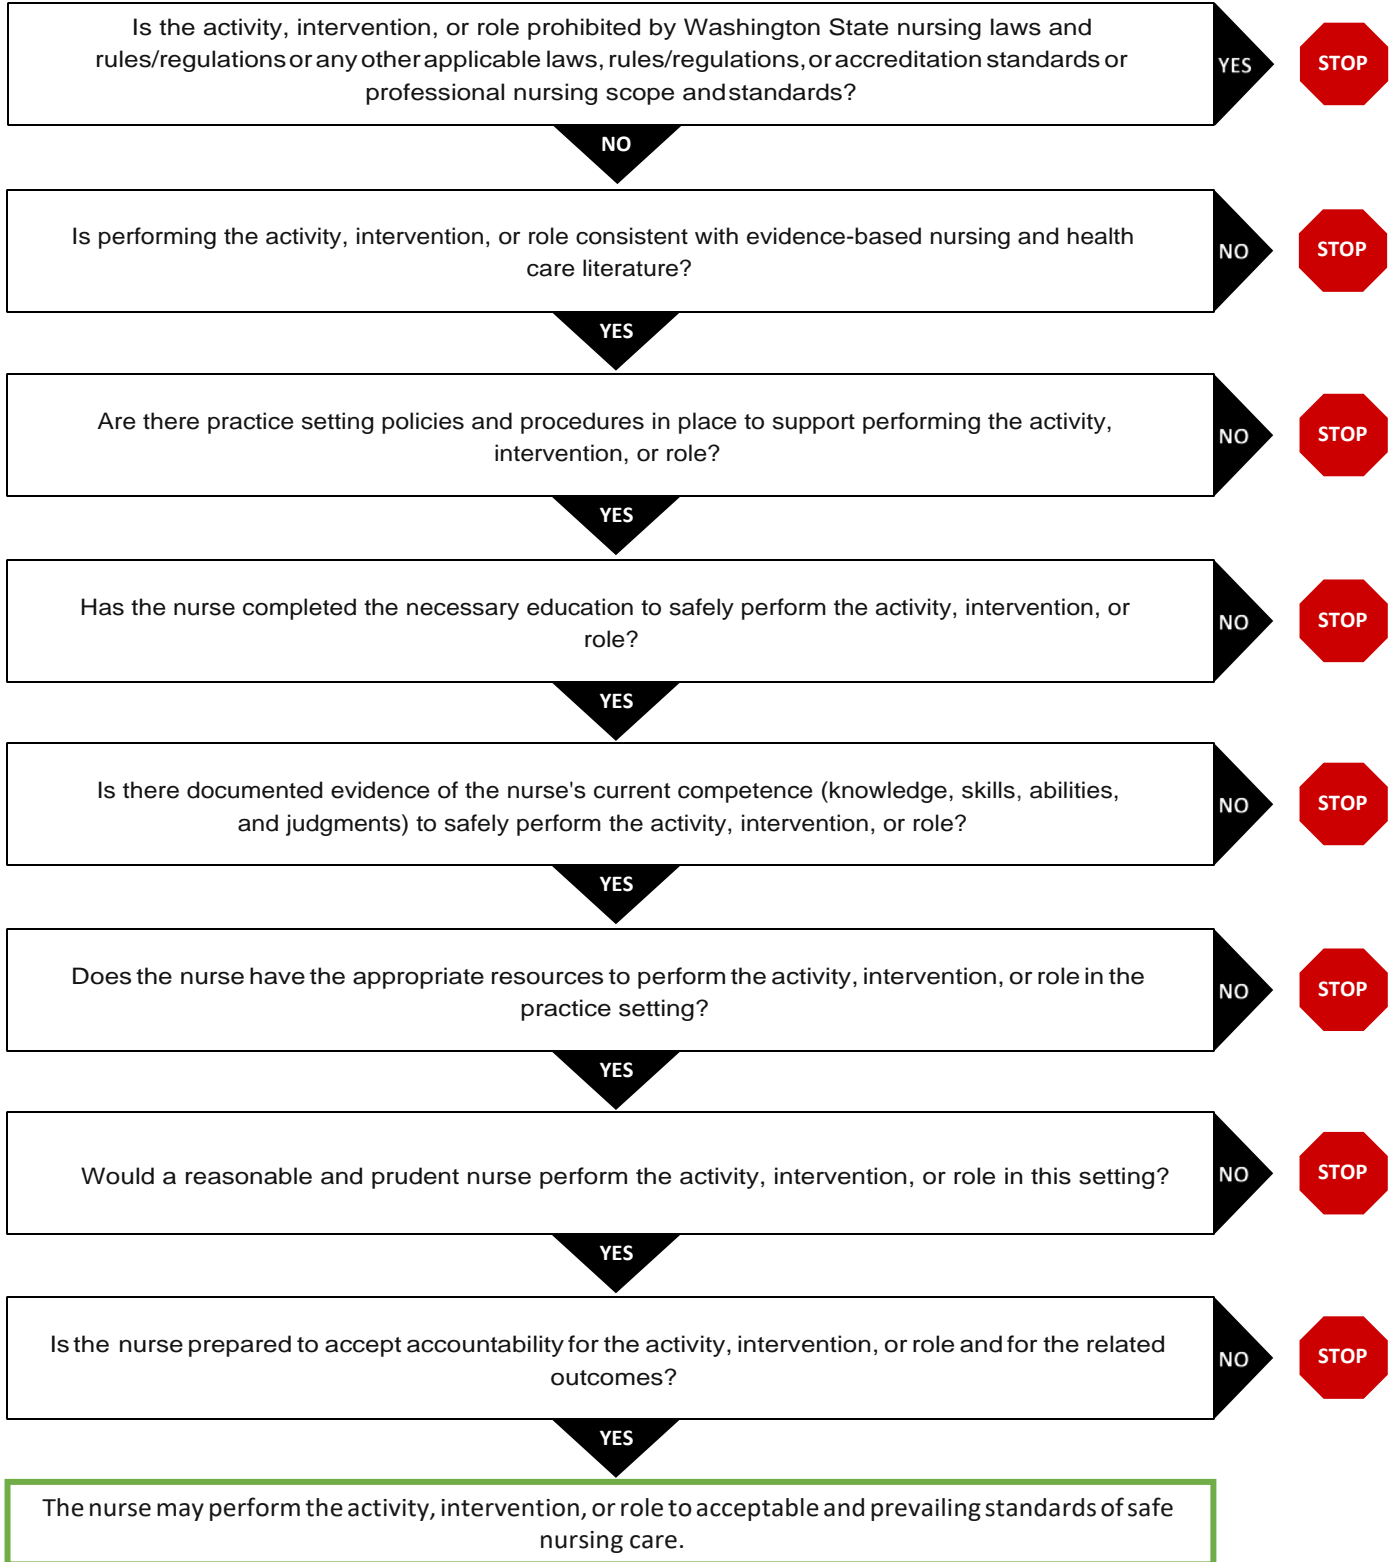 Is the activity, intervention, or role prohibited by Washington State nursing laws and
rules/regulations or any other applicable laws, rules/regulations, or accreditation standards or
professional nursing scope andstandards?
YES
STOP
NO
Is performing the activity, intervention, or role consistent with evidence-based nursing and health
care literature?
NO
STOP
YES
Are there practice setting policies and procedures in place to support performing the activity,
intervention, or role?
NO
STOP
YES
Has the nurse completed the necessary education to safely perform the activity, intervention, or
role?
NO
STOP
YES
Is there documented evidence of the nurse's current competence (knowledge, skills, abilities,
and judgments) to safely perform the activity, intervention, or role?
NO
STOP
YES
Does the nurse have the appropriate resources to perform the activity, intervention, or role in the
practice setting?
NO
STOP
YES
Would a reasonable and prudent nurse perform the activity, intervention, or role in this setting?
NO
STOP
YES
Is the nurse prepared to accept accountability for the activity, intervention, or role and for the related
outcomes?
NO
STOP
YES
The nurse may perform the activity, intervention, or role to acceptable and prevailing standards of safe
nursing care.